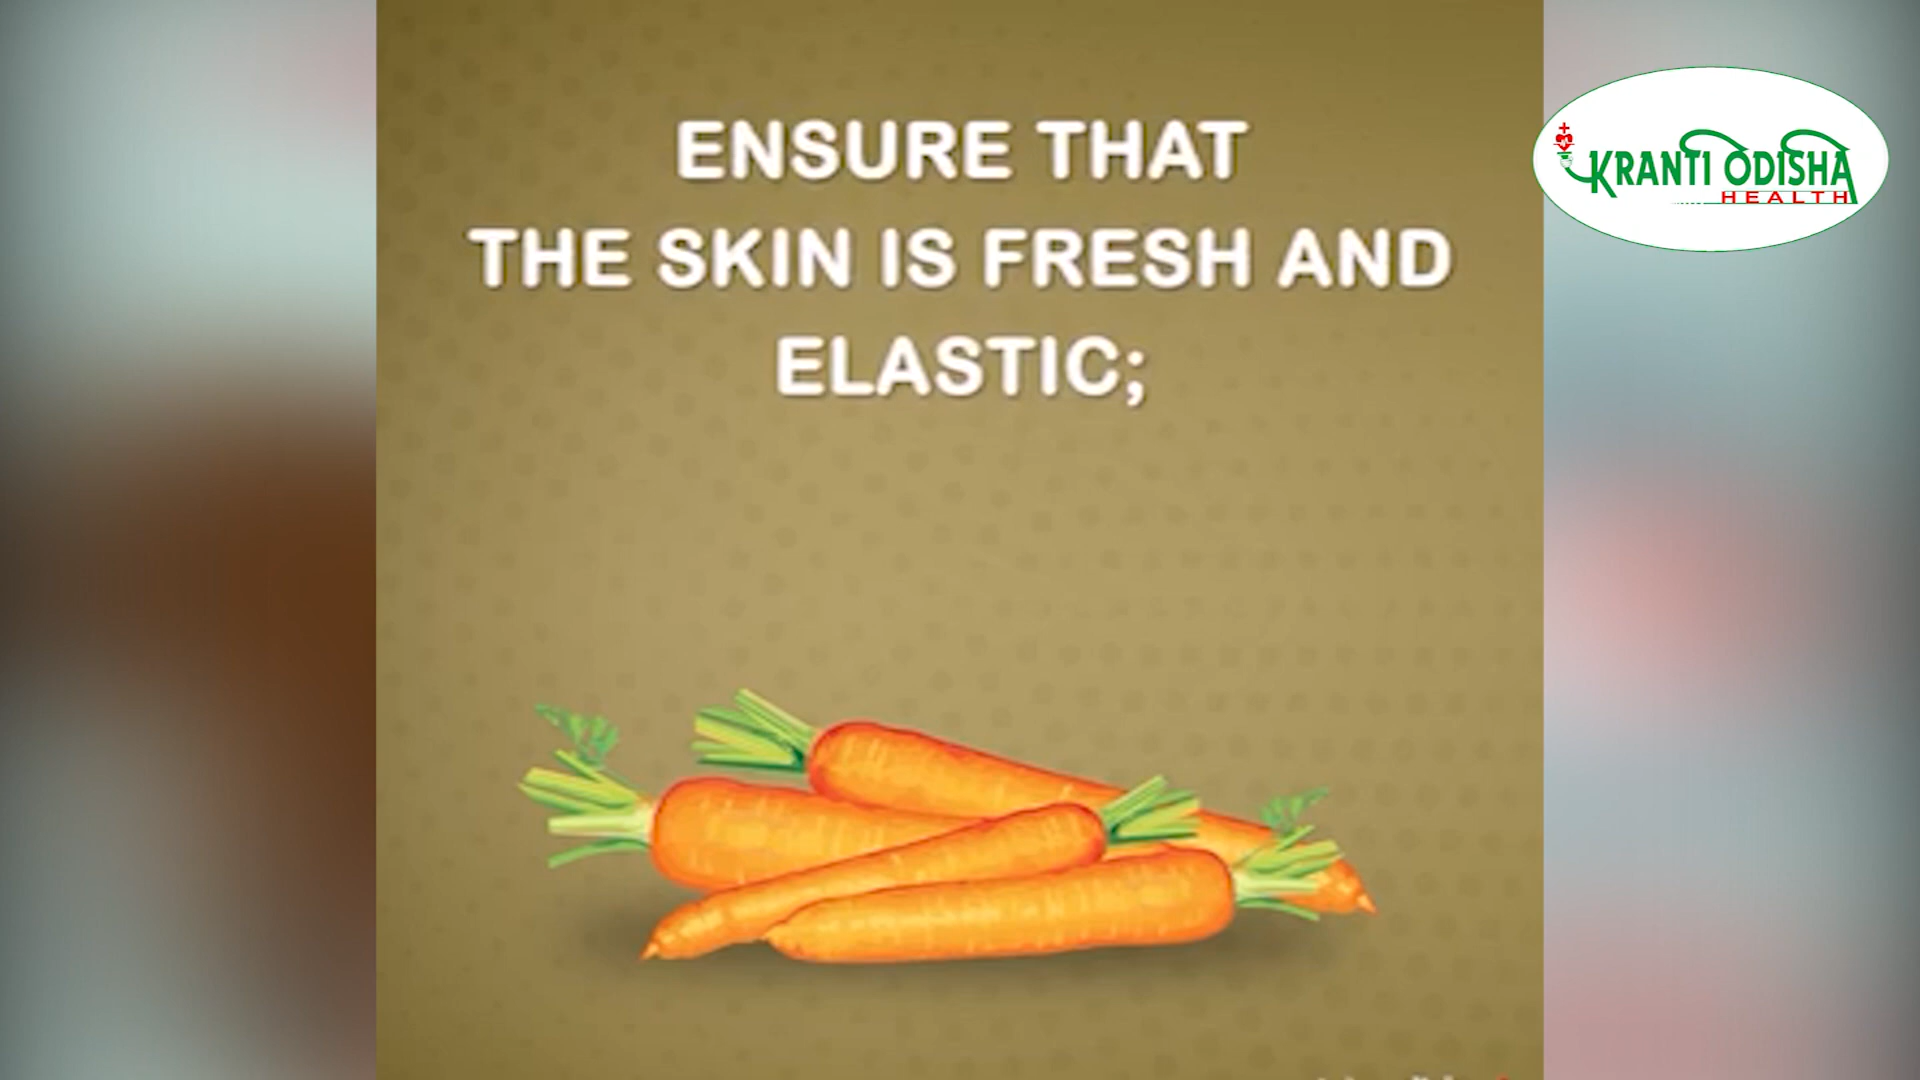 ENSURE THAT
THE SKIN IS FRESH AND
ELASTIC;
KRANTI ODISHA
HEALTH